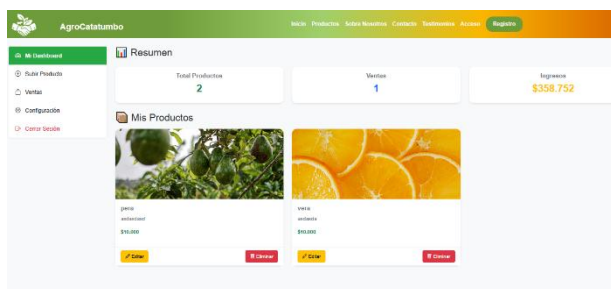 AgroCatatumbo
Inicio Productos Sobre Nosotros Contacto Testimonios Acceso Registro
Mi Dashboard
Subir Producto
Ventas
Configuración
Cerrar Sesión
Resumen
Total Productos
2
Ventas
1
Ingresos
$358.752
Mis Productos
pera
$10.000
Editar
Eliminar
$10.000
Editar
Eliminar